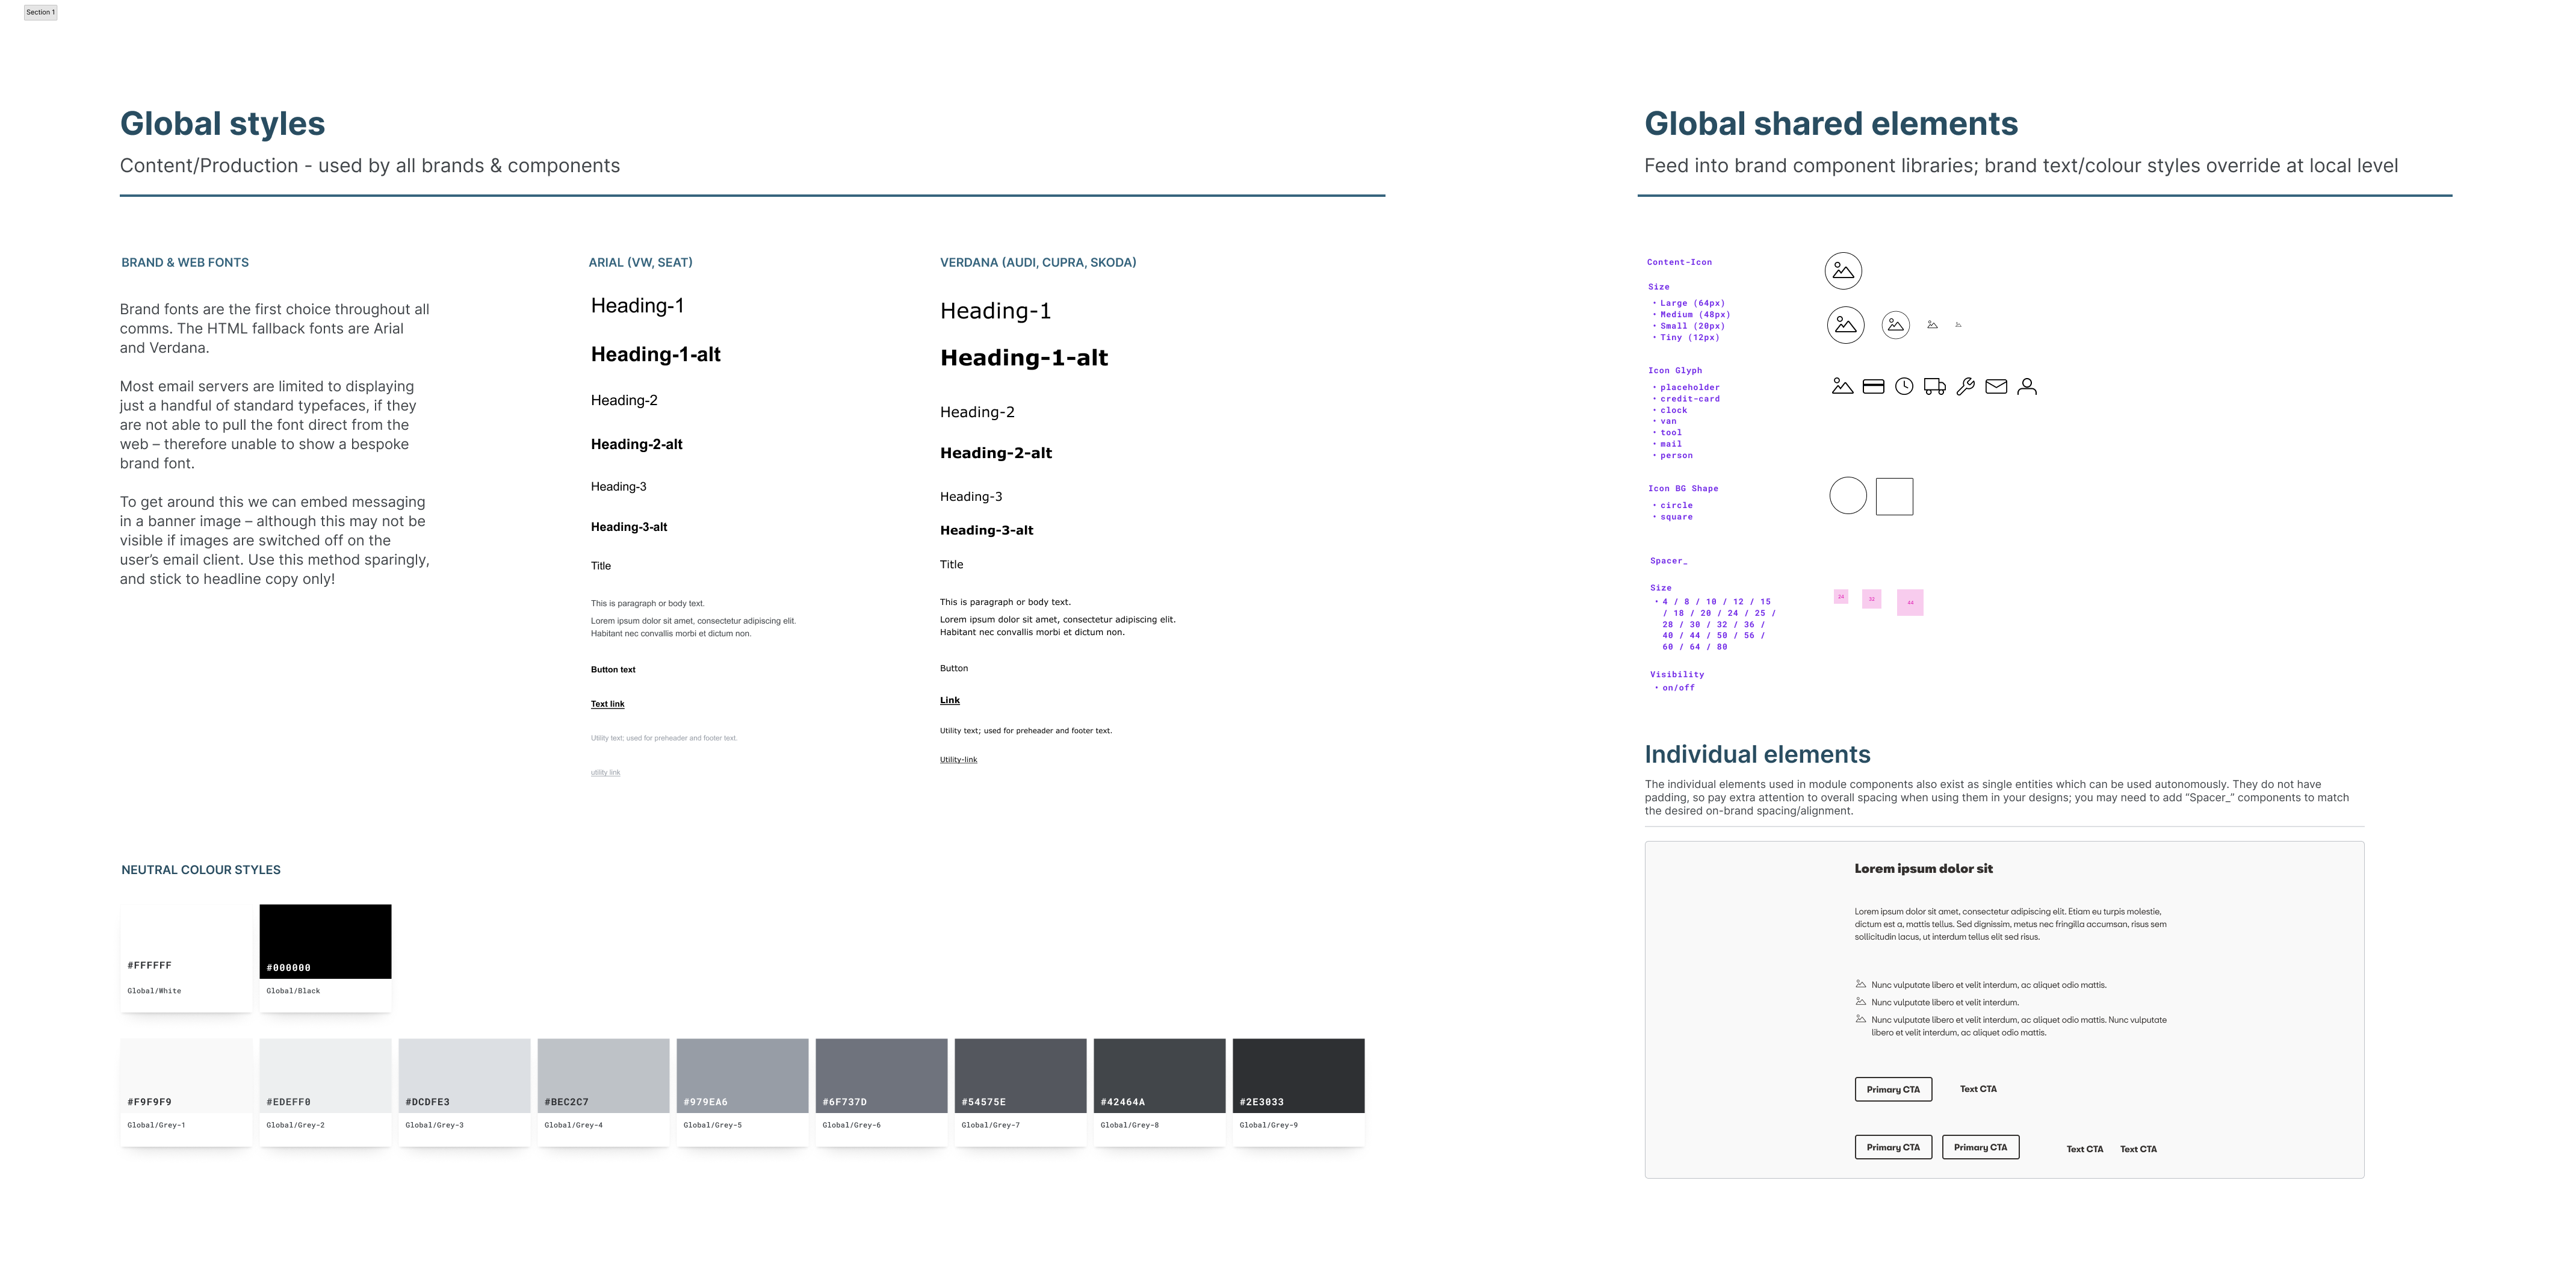 Section 1
Global styles
Content/Production - used by all brands & components
BRAND & WEB FONTS
Brand fonts are the first choice throughout all
comms. The HTML fallback fonts are Arial
and Verdana.
Most email servers are limited to displaying
just a handful of standard typefaces, if they
are not able to pull the font direct from the
web – therefore unable to show a bespoke
brand font.
To get around this we can embed messaging
in a banner image – although this may not be
visible if images are switched off on the
user’s email client. Use this method sparingly,
and stick to headline copy only!
ARIAL (VW, SEAT)
Heading-1
Heading-1-alt
Heading-2
Heading-2-alt
Heading-3
Heading-3-alt
Title
This is paragraph or body text.
Lorem ipsum dolor sit amet, consectetur adipiscing elit.
Habitant nec convallis morbi et dictum non.
Button text
Text link
Utility text; used for preheader and footer text.
utility link
VERDANA (AUDI, CUPRA, SKODA)
Heading-1
Heading-1-alt
Heading-2
Heading-2-alt
Heading-3
Heading-3-alt
Title
This is paragraph or body text.
Lorem ipsum dolor sit amet, consectetur adipiscing elit.
Habitant nec convallis morbi et dictum non.
Button
Link
Utility text; used for preheader and footer text.
Utility-link
NEUTRAL COLOUR STYLES
#FFFFFF
Global/White
#000000
Global/Black
#F9F9F9
Global/Grey-1
#EDEFF0
Global/Grey-2
#DCDFE3
Global/Grey-3
#BEC2C7
Global/Grey-4
#979EA6
Global/Grey-5
#6F737D
Global/Grey-6
#54575E
Global/Grey-7
#42464A
Global/Grey-8
#2E3033
Global/Grey-9
Global shared elements
Feed into brand component libraries; brand text/colour styles override at local level
Content-Icon
Size
• Large (64px)
• Medium (48px)
• Small (20px)
• Tiny (12px)
Icon Glyph
• placeholder
• credit-card
• clock
• van
• tool
• mail
• person
Icon BG Shape
• circle
• square
Spacer_
Size
• 4 / 8 / 10 / 12 / 15
/ 18 / 20 / 24 / 25 /
28 / 30 / 32 / 36 /
40 / 44 / 50 / 56 /
60 / 64 / 80
24
32
44
Visibility
• on/off
Individual elements
The individual elements used in module components also exist as single entities which can be used autonomously. They do not have
padding, so pay extra attention to overall spacing when using them in your designs; you may need to add “Spacer_” components to match
the desired on-brand spacing/alignment.
Lorem ipsum dolor sit
Lorem ipsum dolor sit amet, consectetur adipiscing elit. Etiam eu turpis molestie,
dictum est a, mattis tellus. Sed dignissim, metus nec fringilla accumsan, risus sem
sollicitudin lacus, ut interdum tellus elit sed risus.
Nunc vulputate libero et velit interdum, ac aliquet odio mattis.
Nunc vulputate libero et velit interdum.
Nunc vulputate libero et velit interdum, ac aliquet odio mattis. Nunc vulputate
libero et velit interdum, ac aliquet odio mattis.
Primary CTA
Text CTA
Primary CTA
Primary CTA
Text CTA
Text CTA